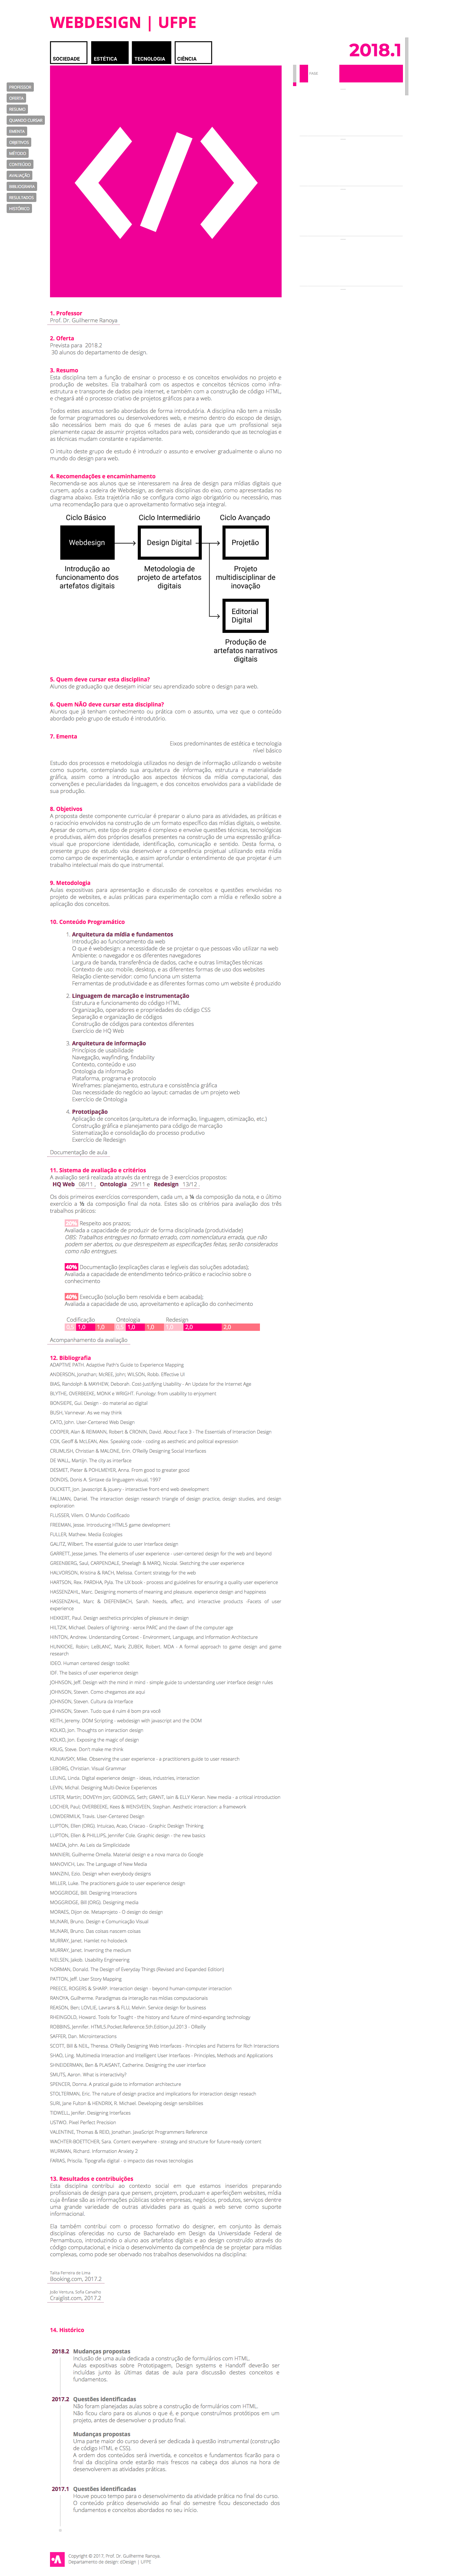 WEBDESIGN | UFPE
SOCIEDADE
ESTÉTICA
TECNOLOGIA
CIÊNCIA
2018.1
PROFESSOR
OFERTA
RESUMO
QUANDO CURSAR
EMENTA
OBJETIVOS
MÉTODO
CONTEÚDO
AVALIAÇÃO
BIBLIOGRAFIA
RESULTADOS
HISTÓRICO
</>
1. Professor
Prof. Dr. Guilherme Ranoya
2. Oferta
Prevista para 2018.2
30 alunos do departamento de design.
3. Resumo
Esta disciplina tem a função de ensinar o processo e os conceitos envolvidos no projeto e
produção de websites. Ela trabalhará com os aspectos e conceitos técnicos como infra-
estrutura e transporte de dados pela internet, e também com a construção de código HTML,
e chegará até o processo criativo de projetos gráficos para a web.
Todos estes assuntos serão abordados de forma introdutória. A disciplina não tem a missão
de formar programadores ou desenvolvedores web, e mesmo dentro do escopo de design,
são necessários bem mais do que 6 meses de aulas para que um profissional seja
plenamente capaz de assumir projetos voltados para web, considerando que as tecnologias e
as técnicas mudam constante e rapidamente.
O intuito deste grupo de estudo é introduzir o assunto e envolver gradualmente o aluno no
mundo do design para web.
4. Recomendações e encaminhamento
Recomenda-se aos alunos que se interessarem na área de design para mídias digitais que
cursem, após a cadeira de Webdesign, as demais disciplinas do eixo, como apresentadas no
diagrama abaixo. Esta trajetória não se configura como algo obrigatório ou necessário, mas
uma recomendação para que o aproveitamento formativo seja integral.
Ciclo Básico
Ciclo Intermediário
Ciclo Avançado
Webdesign
Design Digital
Projetão
Introdução ao
funcionamento dos
artefatos digitais
Metodologia de
projeto de artefatos
digitais
Projeto
multidisciplinar de
inovação
Editorial
Digital
Produção de
artefatos narrativos
digitais
5. Quem deve cursar esta disciplina?
Alunos de graduação que desejam iniciar seu aprendizado sobre o design para web.
6. Quem NÃO deve cursar esta disciplina?
Alunos que já tenham conhecimento ou prática com o assunto, uma vez que o conteúdo
abordado pelo grupo de estudo é introdutório.
7. Ementa
Eixos predominantes de estética e tecnologia
nível básico
Estudo dos processos e metodologia utilizados no design de informação utilizando o website
como suporte, contemplando sua arquitetura de informação, estrutura e materialidade
gráfica, assim como a introdução aos aspectos técnicos da mídia computacional, das
convenções e peculiaridades da linguagem, e dos conceitos envolvidos para a viabilidade de
sua produção.
8. Objetivos
A proposta deste componente curricular é preparar o aluno para as atividades, as práticas e
o raciocínio envolvidos na construção de um formato específico das mídias digitais, o website.
Apesar de comum, este tipo de projeto é complexo e envolve questões técnicas, tecnológicas
e produtivas, além dos próprios desafios presentes na construção de uma expressão gráfica-
visual que proporcione identidade, identificação, comunicação e sentido. Desta forma, o
presente grupo de estudo visa desenvolver a competência projetual utilizando esta mídia
como campo de experimentação, e assim aprofundar o entendimento de que projetar é um
trabalho intelectual mais do que instrumental.
9. Metodologia
Aulas expositivas para apresentação e discussão de conceitos e questões envolvidas no
projeto de websites, e aulas práticas para experimentação com a mídia e reflexão sobre a
aplicação dos conceitos.
10. Conteúdo Programático
1. Arquitetura da mídia e fundamentos
Introdução ao funcionamento da web
O que é webdesign: a necessidade de se projetar o que pessoas vão utilizar na web
Ambiente: o navegador e os diferentes navegadores
Largura de banda, transferência de dados, cache e outras limitações técnicas
Contexto de uso: mobile, desktop, e as diferentes formas de uso dos websites
Relação cliente-servidor: como funciona um sistema
Ferramentas de produtividade e as diferentes formas como um website é produzido
2. Linguagem de marcação e instrumentação
Estrutura e funcionamento do código HTML
Organização, operadores e propriedades do código CSS
Separação e organização de códigos
Construção de códigos para contextos diferentes
Exercício de HQ Web
3. Arquitetura de informação
Princípios de usabilidade
Navegação, wayfinding, findability
Contexto, conteúdo e uso
Ontologia da informação
Plataforma, programa e protocolo
Wireframes: planejamento, estrutura e consistência gráfica
Das necessidade do negócio ao layout: camadas de um projeto web
Exercício de Ontologia
4. Prototipação
Aplicação de conceitos (arquitetura de informação, linguagem, otimização, etc.)
Construção gráfica e planejamento para código de marcação
Sistematização e consolidação do processo produtivo
Exercício de Redesign
Documentação de aula
11. Sistema de avaliação e critérios
A avaliação será realizada através da entrega de 3 exercícios propostos:
HQ Web 08/11 , Ontologia 29/11 e Redesign 13/12 .
Os dois primeiros exercícios correspondem, cada um, a ¼ da composição da nota, e o último
exercício a ½ da composição final da nota. Estes são os critérios para avaliação dos três
trabalhos práticos:
20% Respeito aos prazos;
Avaliada a capacidade de produzir de forma disciplinada (produtividade)
OBS: Trabalhos entregues no formato errado, com nomenclatura errada, que não
podem ser abertos, ou que desrespeitem as especificações feitas, serão considerados
como não entregues.
40% Documentação (explicações claras e legíveis das soluções adotadas);
Avaliada a capacidade de entendimento teórico-prático e raciocínio sobre o
conhecimento
40% Execução (solução bem resolvida e bem acabada);
Avaliada a capacidade de uso, aproveitamento e aplicação do conhecimento
Codificação Ontologia Redesign
0,5 1,0 1,0 0,5 1,0 1,0 1,0 2,0 2,0
Acompanhamento da avaliação
12. Bibliografia
ADAPTIVE PATH. Adaptive Path's Guide to Experience Mapping
ANDERSON, Jonathan; McREE, John; WILSON, Robb. Effective UI
BIAS, Randolph & MAYHEW, Deborah. Cost-Justifying Usability - An Update for the Internet Age
BLYTHE, OVERBEEKE, MONK e WRIGHT. Funology: from usability to enjoyment
BONSIEPE, Gui. Design - do material ao digital
BUSH, Vannevar. As we may think
CATO, John. User-Centered Web Design
COOPER, Alan & REIMANN, Robert & CRONIN, David. About Face 3 - The Essentials of Interaction Design
COX, Geoff & McLEAN, Alex. Speaking code - coding as aesthetic and political expression
CRUMLISH, Christian & MALONE, Erin. O'Reilly Designing Social Interfaces
DE WALL, Martijn. The city as interface
DESMET, Pieter & POHLMEYER, Anna. From good to greater good
DONDIS, Donis A. Sintaxe da linguagem visual, 1997
DUCKETT, Jon. Javascript & jquery - interactive front-end web development
FALLMAN, Daniel. The interaction design research triangle of design practice, design studies, and design
exploration
FLUSSER, Vilém. O Mundo Codificado
FREEMAN, Jesse. Introducing HTML5 game development
FULLER, Mathew. Media Ecologies
GALITZ, Wilbert. The essential guide to user interface design
GARRETT, Jesse James. The elements of user experience - user-centered design for the web and beyond
GREENBERG, Saul, CARPENDALE, Sheelagh & MARQ, Nicolai. Sketching the user experience
HALVORSON, Kristina & RACH, Melissa. Content strategy for the web
HARTSON, Rex. PARDHA, Pyla. The UX book - process and guidelines for ensuring a quality user experience
HASSENZAHL, Marc. Designing moments of meaning and pleasure, experience design and happiness
HASSENZAHL, Marc & DIEFENBACH, Sarah. Needs, affect, and interactive products - Facets of user
experience
HEKKERT, Paul. Design aesthetics principles of pleasure in design
HILTZIK, Michael. Dealers of lightning - xerox PARC and the dawn of the computer age
HINTON, Andrew. Understanding Context - Environment, Language, and Information Architecture
HUNKICKE, Robin; LeBLANC, Mark; ZUBEK, Robert. MDA - A formal approach to game design and game
research
IDEO. Human centered design toolkit
IDF. The basics of user experience design
JOHNSON, Jeff. Design with the mind in mind - simple guide to understanding user interface design rules
JOHNSON, Steven. Como chegamos até aqui
JOHNSON, Steven. Cultura da Interface
JOHNSON, Steven. Tudo que é ruim é bom pra você
KEITH, Jeremy. DOM Scripting - webdesign with javascript and the DOM
KOLKO, Jon. Thoughts on interaction design
KOLKO, Jon. Exposing the magic of design
KRUG, Steve. Don't make me think
KUNIAVSKY, Mike. Observing the user experience - a practitioners guide to user research
LEBORG, Christian. Visual Grammar
LEUNG, Linda. Digital experience design - ideas, industries, interaction
LEVIN, Michal. Designing Multi-Device Experiences
LISTER, Martin; DOVEYm Jon; GIDDINGS, Seth; GRANT, Iain & ELLY Kieran. New media - a critical introduction
LOCHER, Paul; OVERBEEKE, Kees & WENSVEEN, Stephan. Aesthetic interaction: a framework
LOWDERMILK, Travis. User-Centered Design
LUPTON, Ellen (ORG). Intuicao, Acao, Criacao - Graphic Desisgn Thinking
LUPTON, Ellen & PHILLIPS, Jennifer Cole. Graphic design - the new basics
MAEDA, John. As Leis da Simplicidade
MAINIERI, Guilherme Ornello. Material design e a nova marca do Google
MANOVICH, Lev. The Language of New Media
MANZINI, Ezio. Design when everybody designs
MILLER, Luke. The practioners guide to user experience design
MOGGRIDGE, Bill. Designing Interactions
MOGGRIDGE, Bill (ORG). Designing media
MORAES, Dijon de. Metaprojeto - O design do design
MUNARI, Bruno. Design e Comunicação Visual
MUNARI, Bruno. Das coisas nascem coisas
MURRAY, Janet. Hamlet no holodeck
MURRAY, Janet. Inventing the medium
NIELSEN, Jakob. Usability Engineering
NORMAN, Donald. The Design of Everyday Things (Revised and Expanded Edition)
PATTON, Jeff. User Story Mapping
PREECE, ROGERS & SHARP. Interaction design - beyond human-computer interaction
RANOYA, Guilherme. Paradigmas da interação nas mídias computacionais
REASON, Ben; LOVLIE, Lavrans & FLU, Melvin. Service design for business
RHEINGOLD, Howard. Tools for Tought - the history and future of mind expanding technology
ROBBINS, Jennifer. HTML5 Pocket Reference.5th.Edition.Jul.2013 - OReilly
SAFFER, Dan. Microinteractions
SCOTT, Bill & NEIL, Theresa. O'Reilly Designing Web Interfaces - Principles and Patterns for Rich Interactions
SHAO, Ling. Multimedia Interaction and Intelligent User Interfaces - Principles, Methods and Applications
SHNEIDERMAN, Ben & PLAISANT, Catherine. Designing the user Interface
SMUTS, Aaron. What is interactivity?
SPENCER, Donna. A pratical guide to information architecture
STOLTERMAN, Eric. The nature of design practice and implications for interaction design reseach
SURI, Jane Fulton & HENDRIX, R. Michael. Developing design sensibilities
TIDWELL, Jenifer. Designing Interfaces
USTWO. Pixel Perfect Precision
VALENTINE, Thomas & REID, Jonathan. JavaScript Programmers Reference
WACHTER-BOETTCHER, Sara. Content everywhere - strategy and structure for future-ready content
WURMAN, Richard. Information Anxiety 2
FARIAS, Priscila. Tipografia digital - o impacto das novas tecnologias
13. Resultados e contribuições
Esta disciplina contribui ao contexto social em que estamos inseridos preparando
profissionais de design para que pensem, projetem, produzam e aperfeiçoem websites, mídia
cuja ênfase são as informações públicas sobre empresas, negócios, produtos, serviços dentre
uma grande variedade de outras atividades para as quais a web serve como suporte
informacional.
Ela também contribui com o processo formativo do designer, em conjunto às demais
disciplinas oferecidas no curso de Bacharelado em Design da Universidade Federal de
Pernambuco, introduzindo o aluno aos artefatos digitais e ao design construído através do
código computacional, e inicia o desenvolvimento da competência de se projetar para mídias
complexas, como pode ser observado nos trabalhos desenvolvidos na disciplina:
Taína Ferreira de Lima
Booking.com, 2017.2
João Ventura, Sofia Carvalho
Craiglist.com, 2017.2
14. Histórico
2018.2 Mudanças propostas
Inclusão de uma aula dedicada a construção de formulários com HTML.
Aulas expositivas sobre Prototipagem, Design systems e Handoff deverão ser
incluídas junto às últimas datas de aula para discussão destes conceitos e
fundamentos.
2017.2 Questões identificadas
Não foram planejadas aulas sobre a construção de formulários em HTML.
Não ficou claro para os alunos o que é, e porque construímos protótipos em um
projeto, antes de desenvolver o produto final.
Mudanças propostas
Uma parte maior do curso deverá ser dedicada à questão instrumental (construção
de código HTML e CSS).
A ordem dos conteúdos será invertida, e conceitos e fundamentos ficarão para o
final da disciplina onde estarão mais frescos na cabeça dos alunos na hora de
desenvolverem as atividades práticas.
2017.1 Questões identificadas
Houve pouco tempo para o desenvolvimento da atividade prática no final do curso.
O conteúdo prático desenvolvido ao final do semestre ficou desconectado dos
fundamentos e conceitos abordados no seu início.
Copyright © 2017, Prof. Dr. Guilherme Ranoya
Departamento de design: dDesign | UFPE